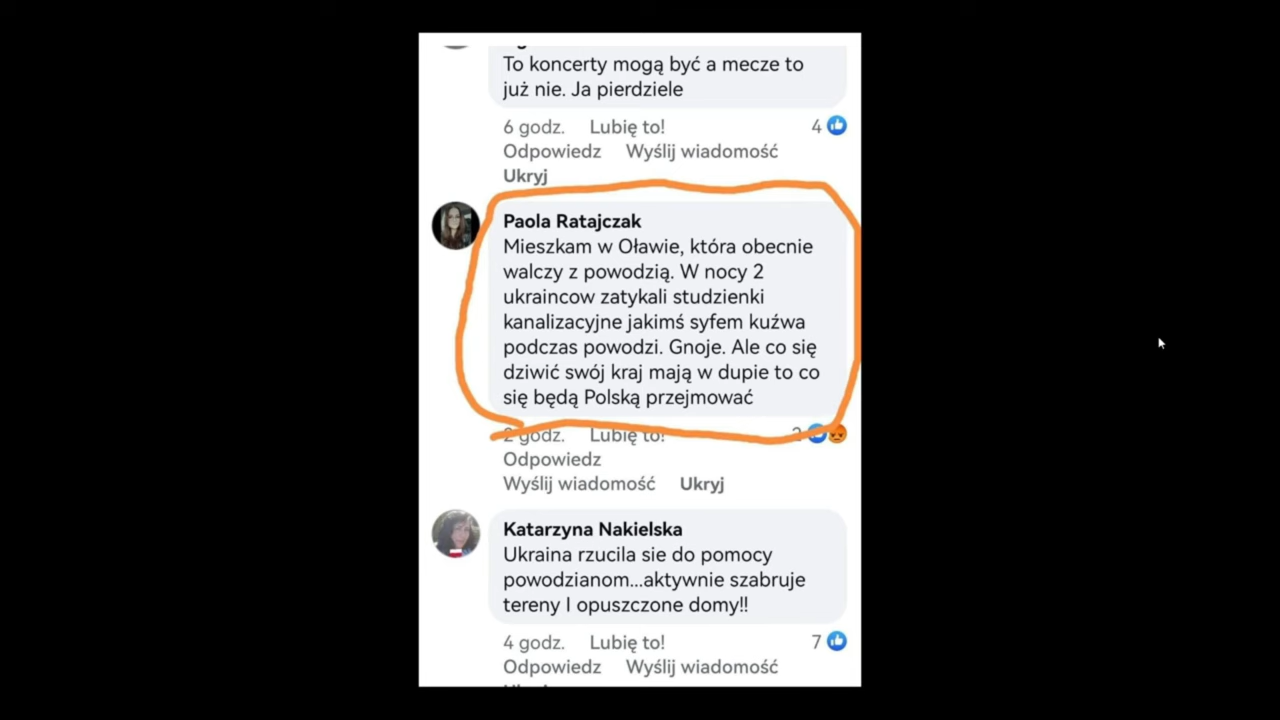 To koncerty mogą być a mecze to
już nie. Ja pierdziele
6 godz. Lubię to! 4
Odpowiedz Wyślij wiadomość
Ukryj
Paola Ratajczak
Mieszkam w Oławie, która obecnie
walczy z powodzią. W nocy 2
ukraincow zatykali studzienki
kanalizacyjne jakimś syfem kuźwa
podczas powodzi. Gnoje. Ale co się
dziwić swój kraj mają w dupie to co
się będą Polską przejmować
2 godz. Lubię to! 2
Odpowiedz
Wyślij wiadomość Ukryj
Katarzyna Nakielska
Ukraina rzucila sie do pomocy
powodzianom...aktywnie szabruje
tereny I opuszczone domy!!
4 godz. Lubię to! 7
Odpowiedz Wyślij wiadomość